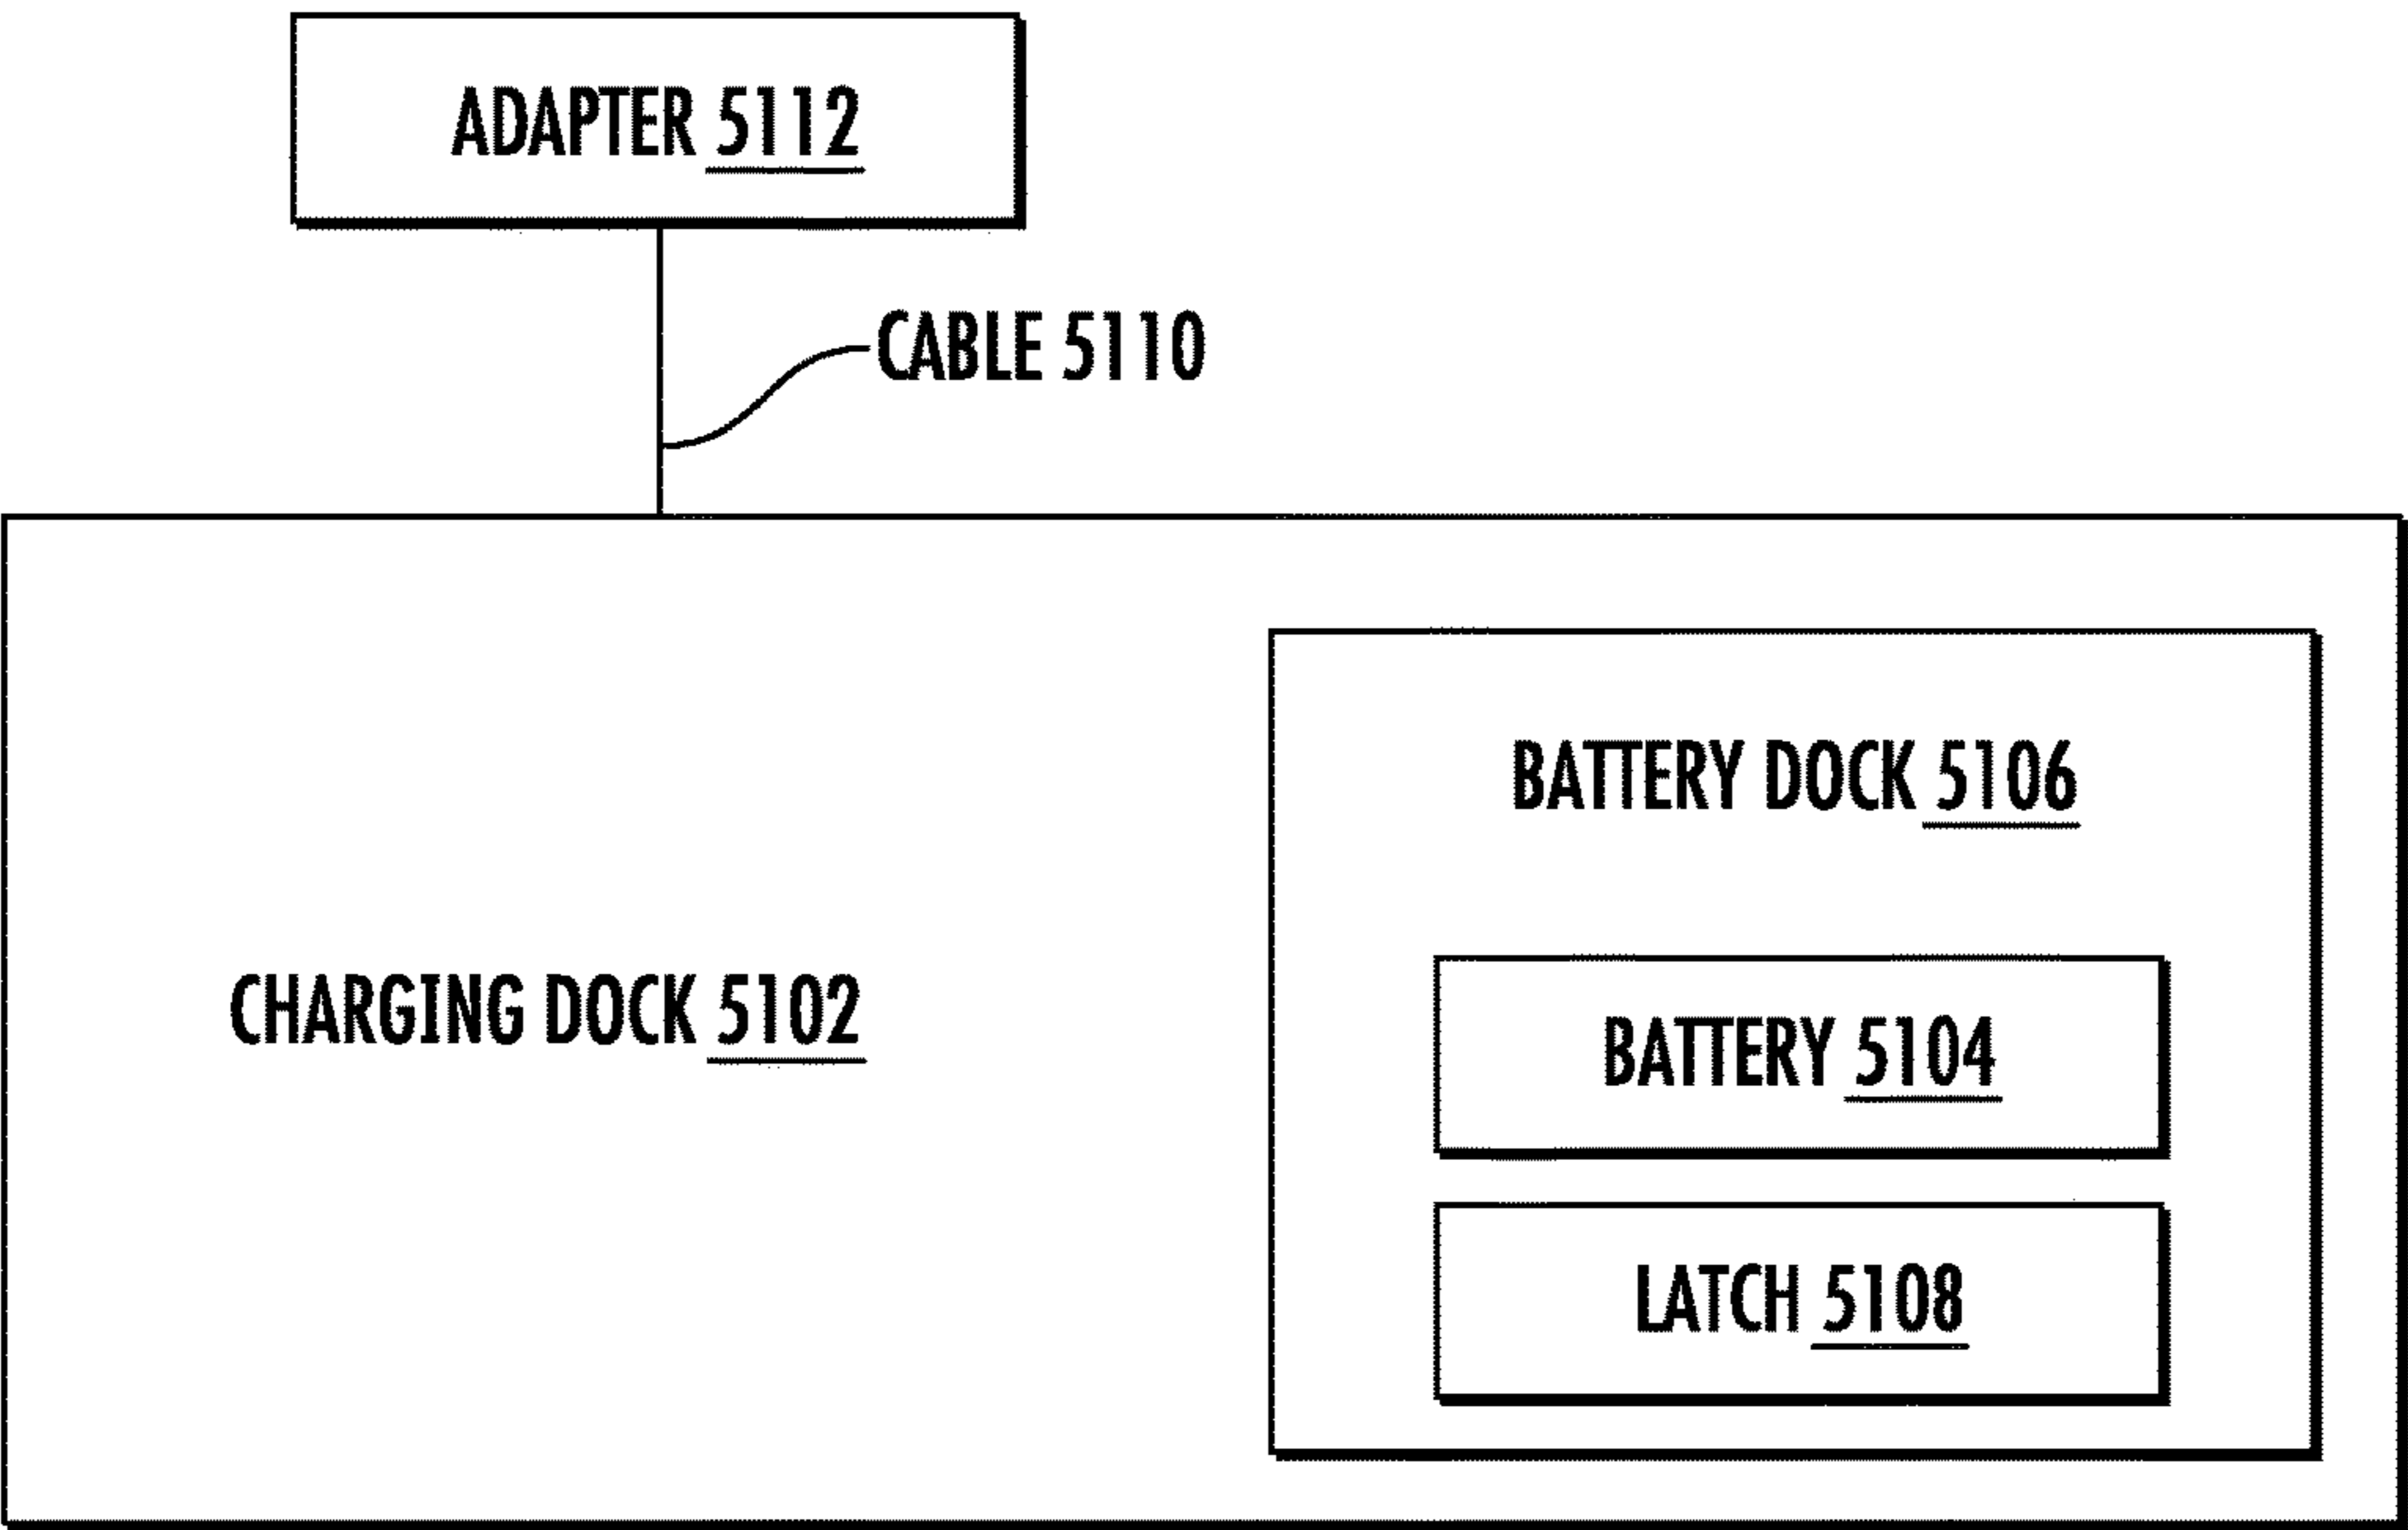 ADAPTER 5112
CABLE 5110
BATTERY DOCK 5106
CHARGING DOCK 5102
BATTERY 5104
LATCH 5108